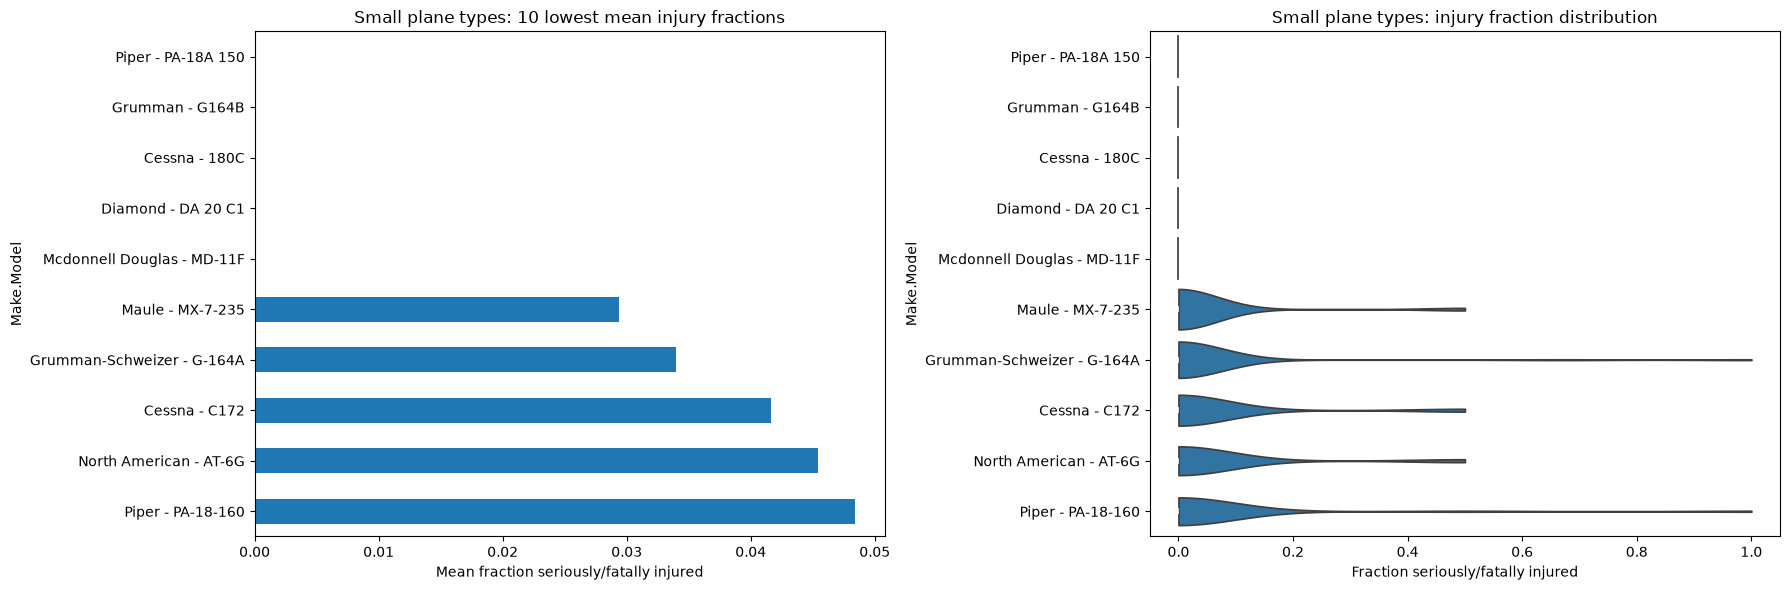 Small plane types: 10 lowest mean injury fractions
Make.Model
Piper - PA-18A 150
Grumman - G164B
Cessna - 180C
Diamond - DA 20 C1
Mcdonnell Douglas - MD-11F
Maule - MX-7-235
Grumman-Schweizer - G-164A
Cessna - C172
North American - AT-6G
Piper - PA-18-160
0.00 0.01 0.02 0.03 0.04 0.05
Mean fraction seriously/fatally injured
Small plane types: injury fraction distribution
Make.Model
Piper - PA-18A 150
Grumman - G164B
Cessna - 180C
Diamond - DA 20 C1
Mcdonnell Douglas - MD-11F
Maule - MX-7-235
Grumman-Schweizer - G-164A
Cessna - C172
North American - AT-6G
Piper - PA-18-160
0.0 0.2 0.4 0.6 0.8 1.0
Fraction seriously/fatally injured